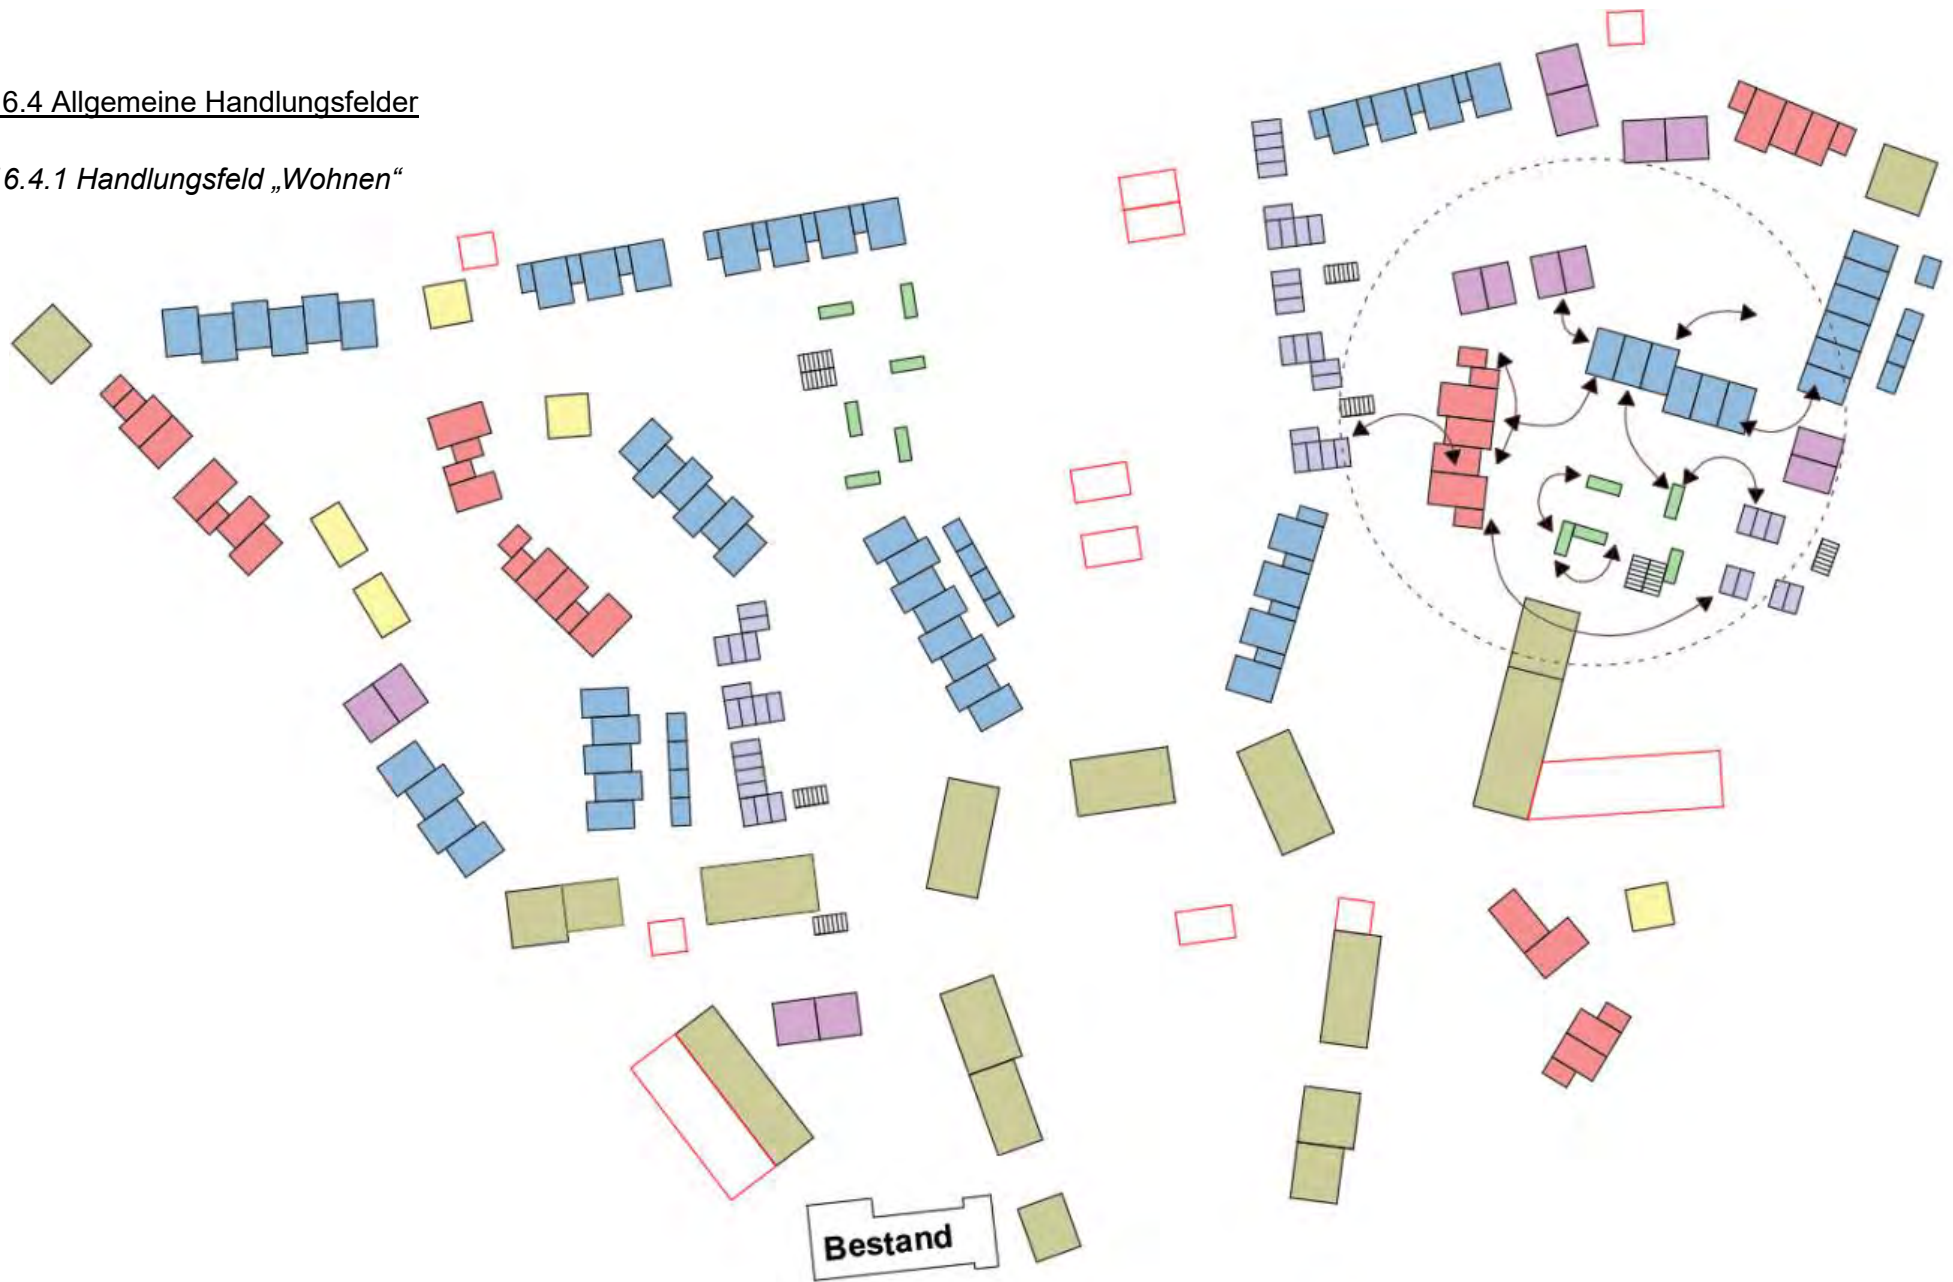 6.4 Allgemeine Handlungsfelder
6.4.1 Handlungsfeld „Wohnen“
Bestand